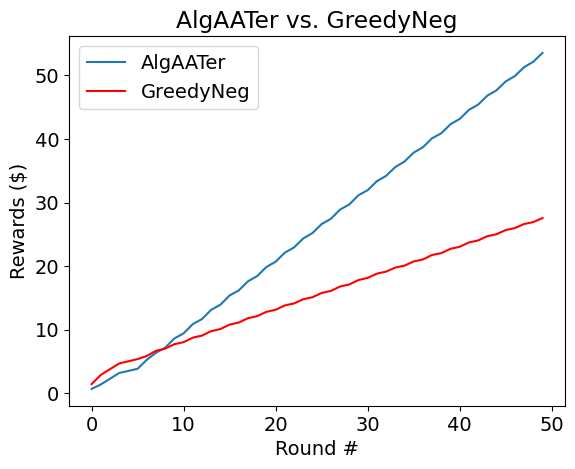 AlgAATer vs. GreedyNeg
AlgAATer
GreedyNeg
Rewards ($)
50
40
30
20
10
0
0 10 20 30 40 50
Round #